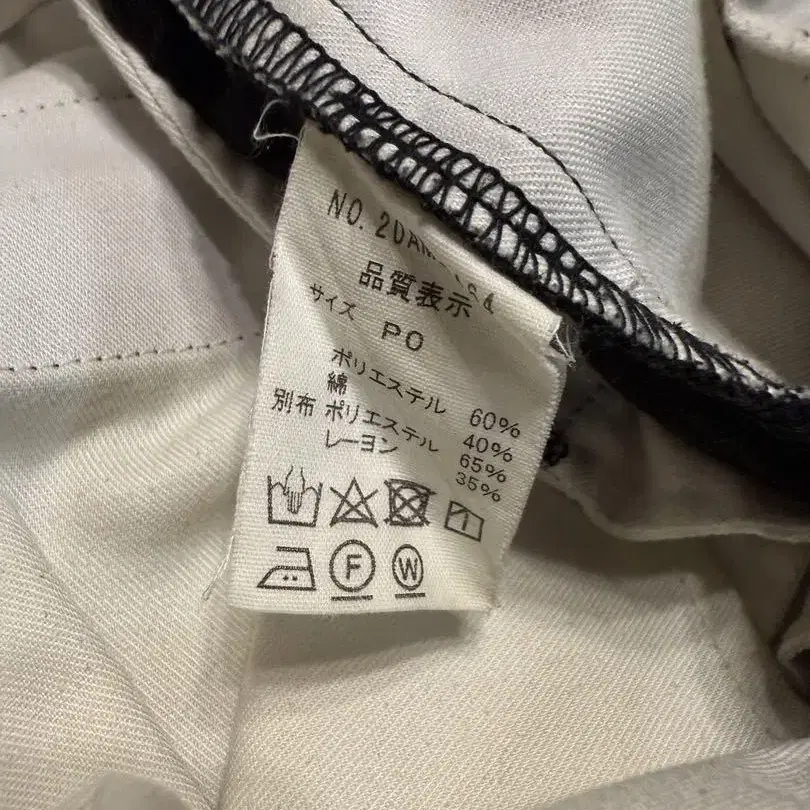 NO.
品質表示
サイズ PO
ポリエステル 60%
綿 40%
別布 ポリエステル 65%
レーヨン 35%
F W